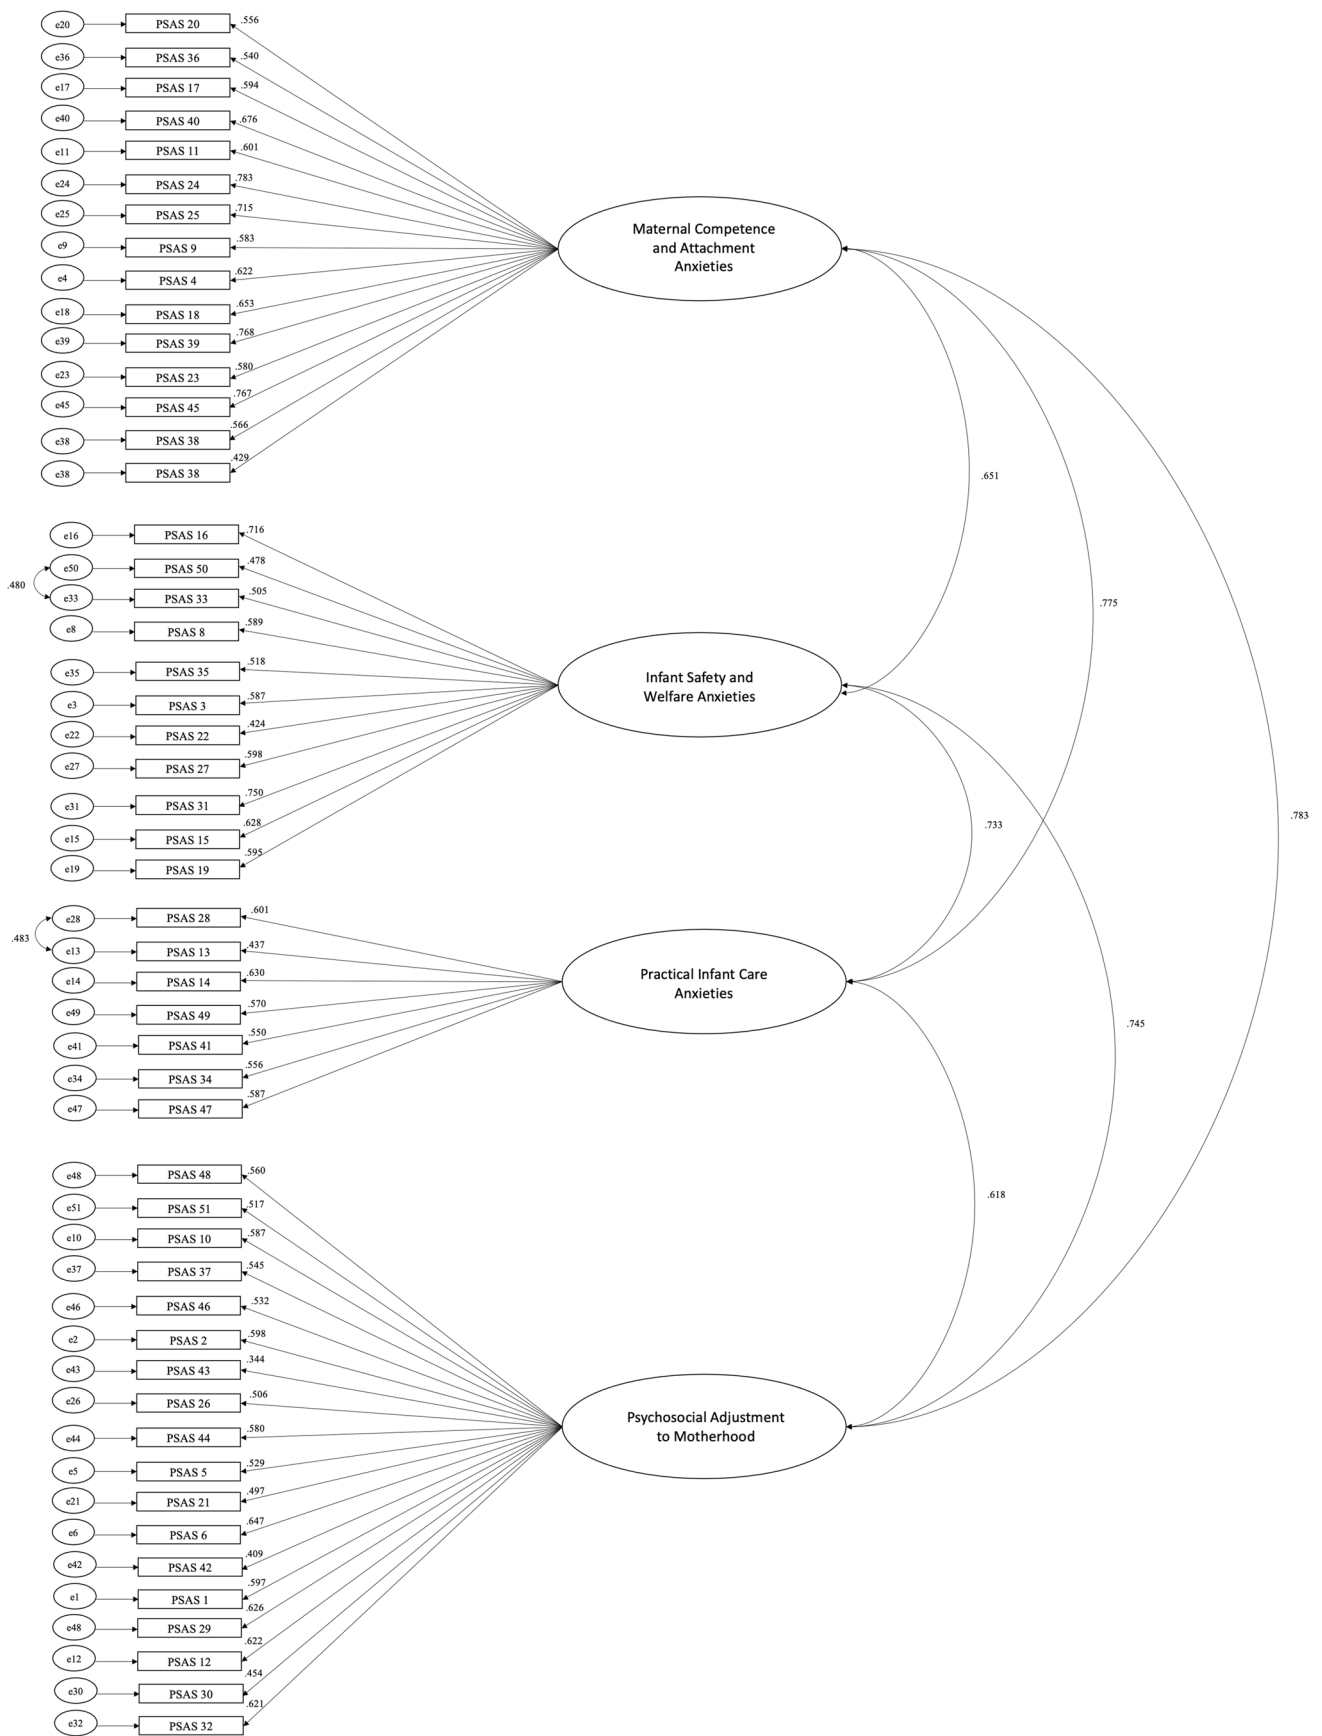 e20 PSAS 20 .556
e36 PSAS 36 .540
e17 PSAS 17 .594
e40 PSAS 40 .676
e11 PSAS 11 .601
e24 PSAS 24 .783
e25 PSAS 25 .715
e9 PSAS 9 .583
e4 PSAS 4 .622
e18 PSAS 18 .653
e39 PSAS 39 .768
e23 PSAS 23 .580
e45 PSAS 45 .767
e38 PSAS 38 .566
e38 PSAS 38 .429
Maternal Competence
and Attachment
Anxieties
.651
.775
.783
e16 PSAS 16 .716
e50 PSAS 50 .478
.480
e33 PSAS 33 .505
e8 PSAS 8 .589
e35 PSAS 35 .518
e3 PSAS 3 .587
e22 PSAS 22 .424
e27 PSAS 27 .598
e31 PSAS 31 .750
e15 PSAS 15 .628
e19 PSAS 19 .595
Infant Safety and
Welfare Anxieties
.733
.745
e28 PSAS 28 .601
.483
e13 PSAS 13 .437
e14 PSAS 14 .630
e49 PSAS 49 .570
e41 PSAS 41 .550
e34 PSAS 34 .556
e47 PSAS 47 .587
Practical Infant Care
Anxieties
.618
e48 PSAS 48 .560
e51 PSAS 51 .517
e10 PSAS 10 .587
e37 PSAS 37 .545
e46 PSAS 46 .532
e2 PSAS 2 .598
e43 PSAS 43 .344
e26 PSAS 26 .506
e44 PSAS 44 .580
e5 PSAS 5 .529
e21 PSAS 21 .497
e6 PSAS 6 .647
e42 PSAS 42 .409
e1 PSAS 1 .597
e48 PSAS 29 .626
e12 PSAS 12 .622
e30 PSAS 30 .454
e32 PSAS 32 .621
Psychosocial Adjustment
to Motherhood